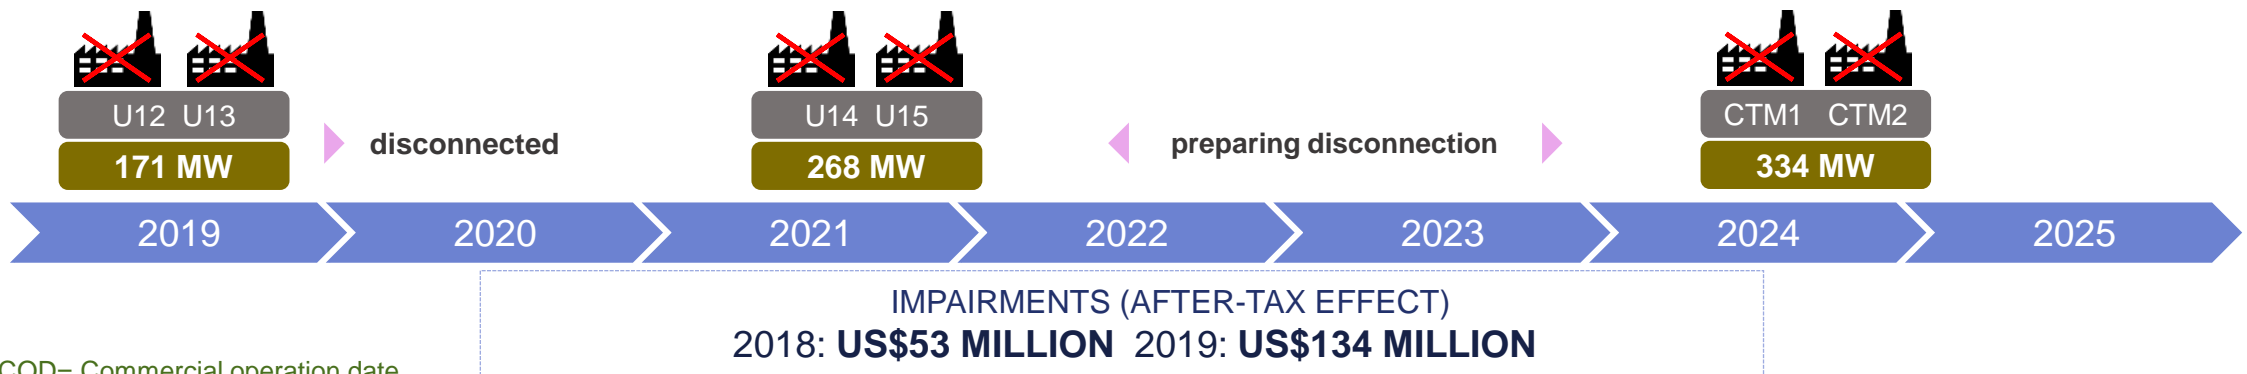 U12 U13
171 MW
disconnected
U14 U15
268 MW
preparing disconnection
CTM1 CTM2
334 MW
2019
2020
2021
2022
2023
2024
2025
IMPAIRMENTS (AFTER-TAX EFFECT)
2018: US$53 MILLION 2019: US$134 MILLION
COD= Commercial operation date